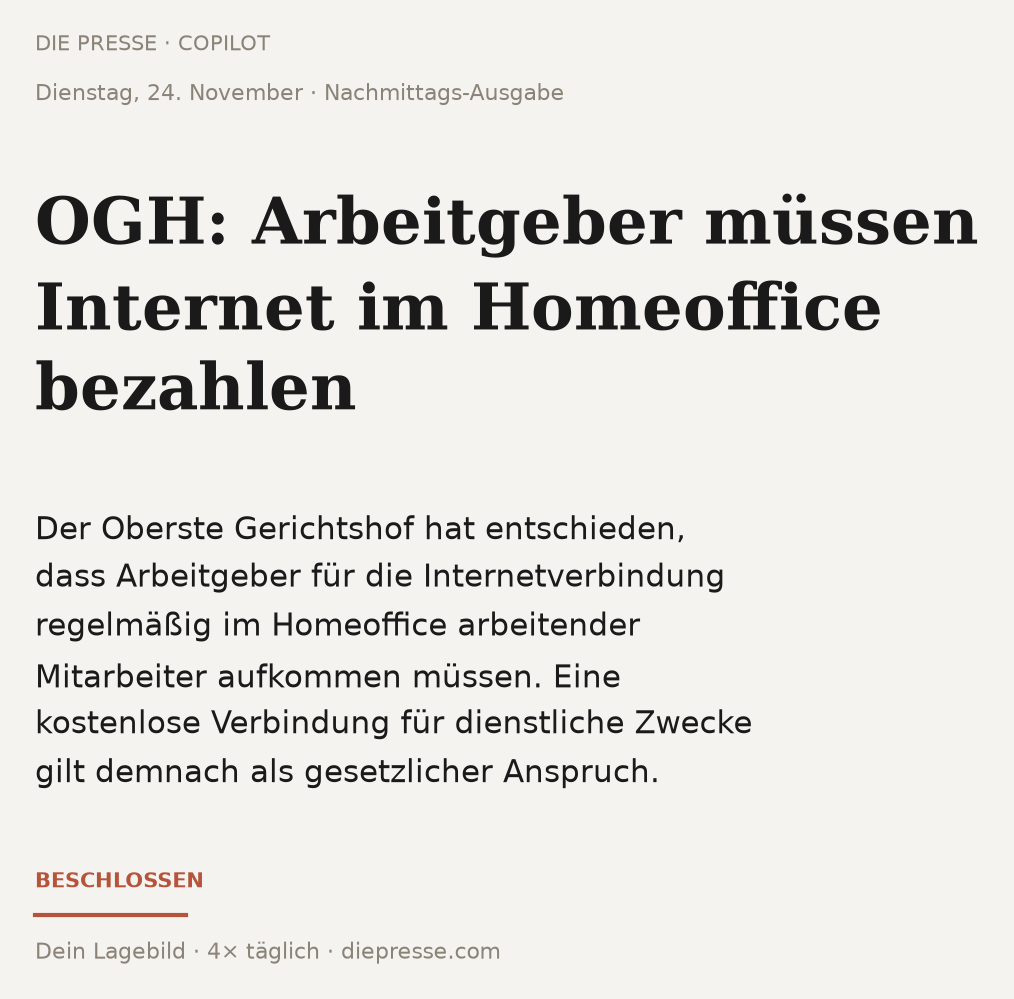 DIE PRESSE · COPILOT
Dienstag, 24. November · Nachmittags-Ausgabe
OGH: Arbeitgeber müssen
Internet im Homeoffice
bezahlen
Der Oberste Gerichtshof hat entschieden,
dass Arbeitgeber für die Internetverbindung
regelmäßig im Homeoffice arbeitender
Mitarbeiter aufkommen müssen. Eine
kostenlose Verbindung für dienstliche Zwecke
gilt demnach als gesetzlicher Anspruch.
BESCHLOSSEN
Dein Lagebild · 4× täglich · diepresse.com